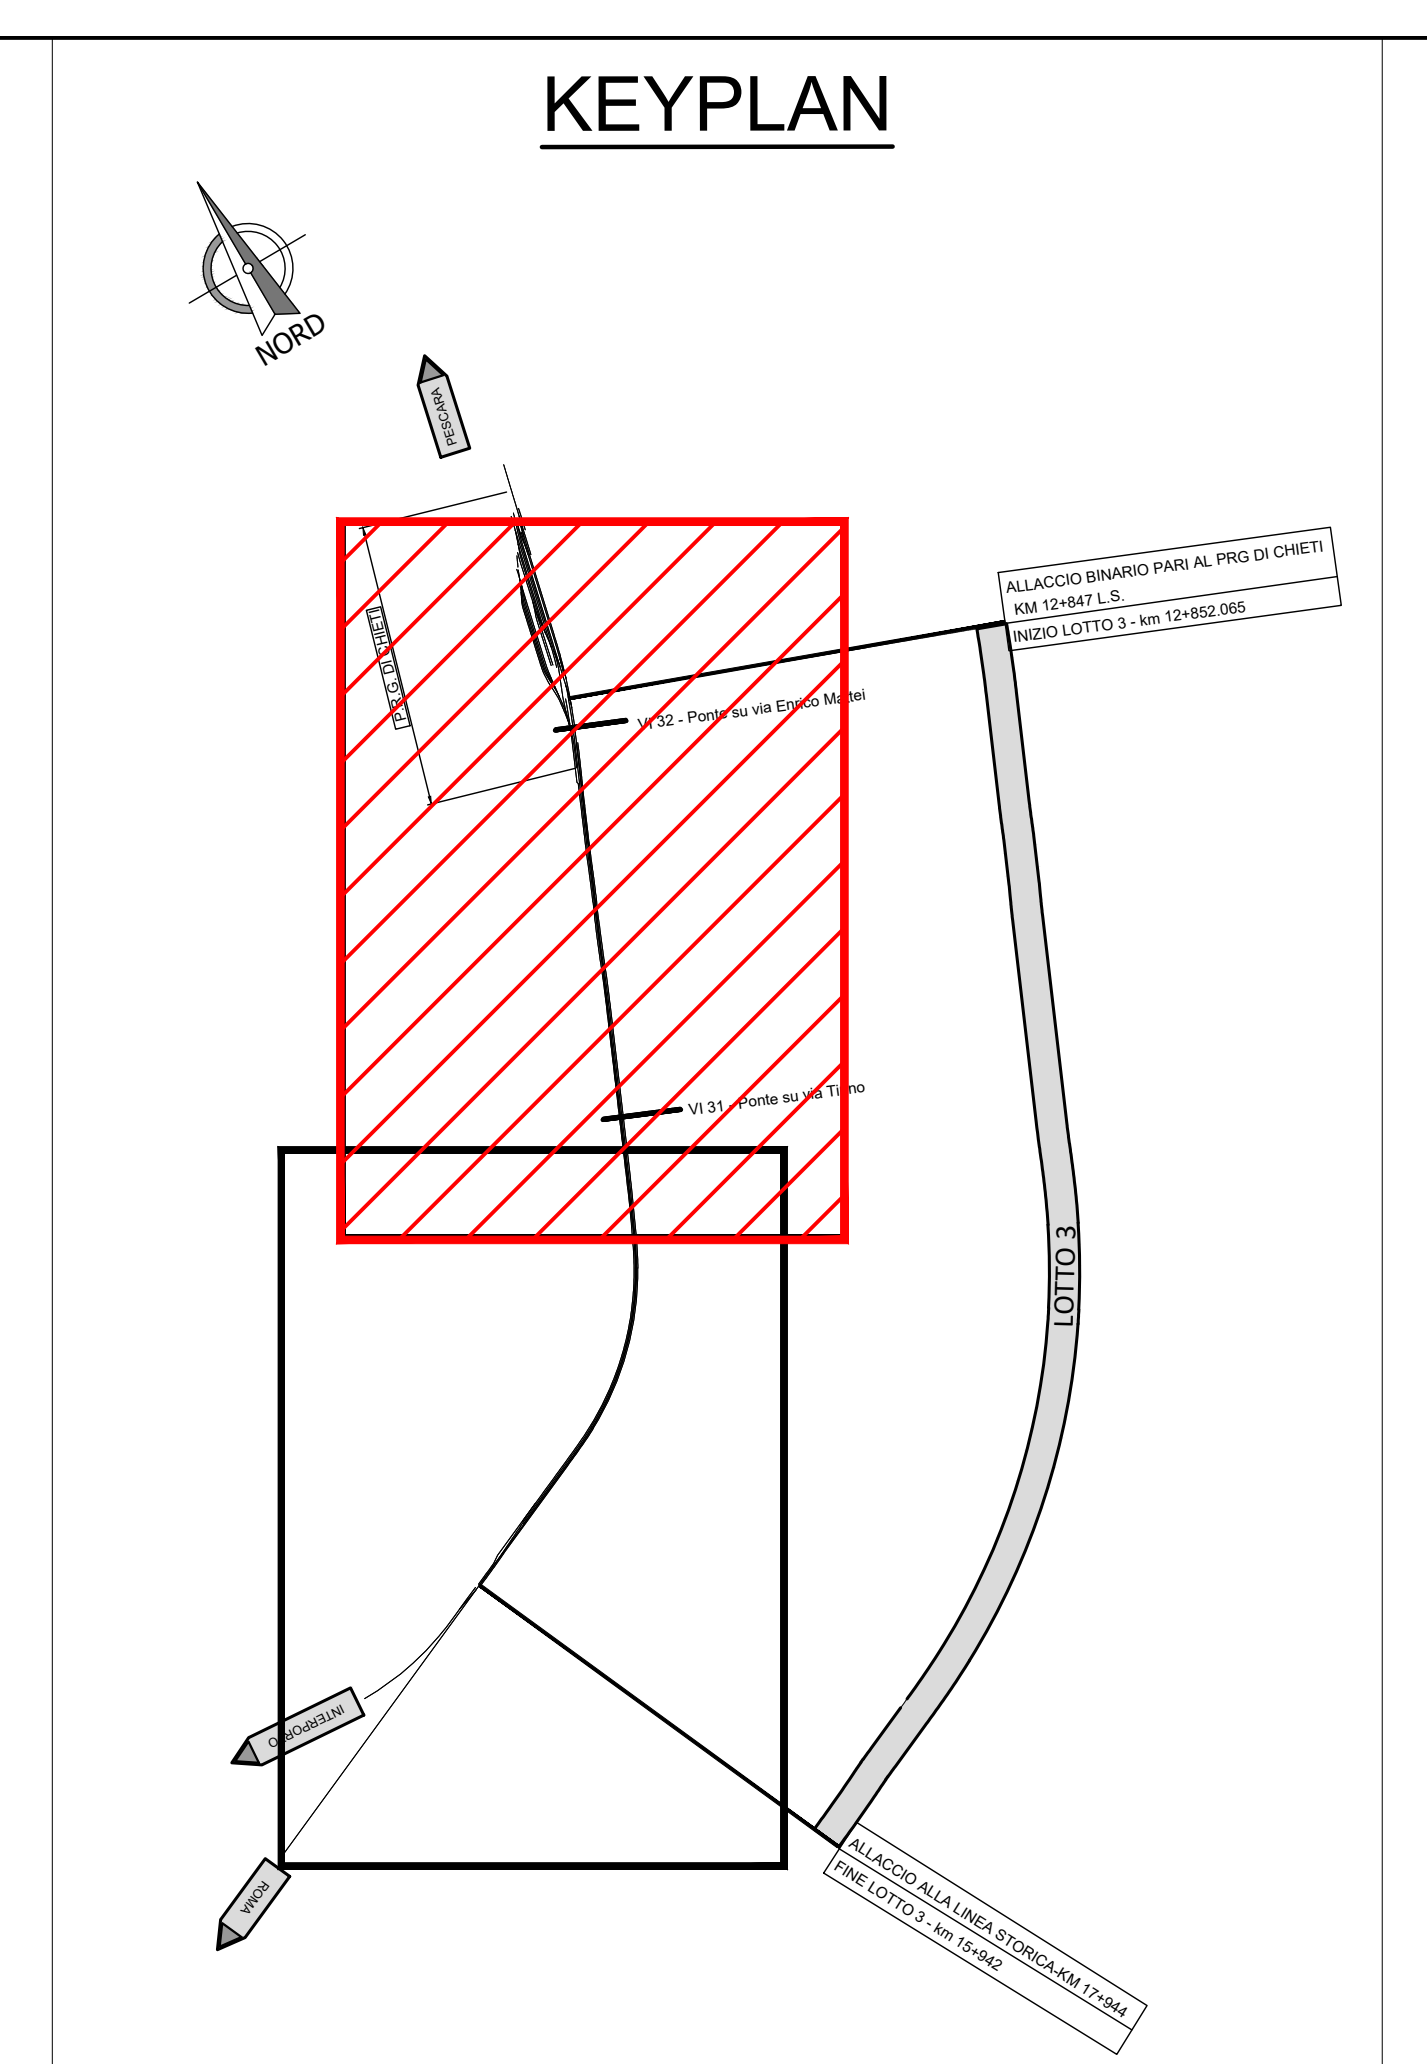 KEYPLAN
NORD
PESCARA
ALLACCIO BINARIO PARI AL PRG DI CHIETI
KM 12+847 L.S.
INIZIO LOTTO 3 - km 12+852.065
P.R.G. DI CHIETI
VI 32 - Ponte su via Enrico Mattei
VI 31 - Ponte su via Tirino
LOTTO 3
INTERPORTO
ROMA
ALLACCIO ALLA LINEA STORICA-KM 17+944
FINE LOTTO 3 - km 15+942